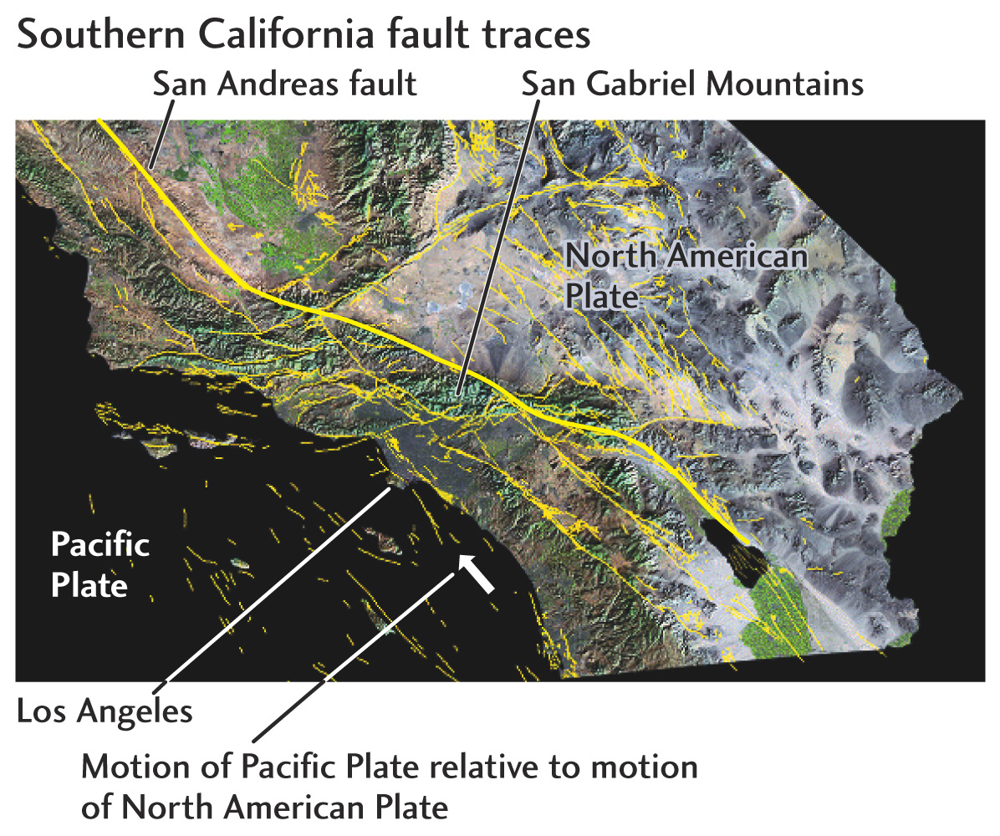 Southern California fault traces
San Andreas fault
San Gabriel Mountains
North American
Plate
Pacific
Plate
Los Angeles
Motion of Pacific Plate relative to motion
of North American Plate